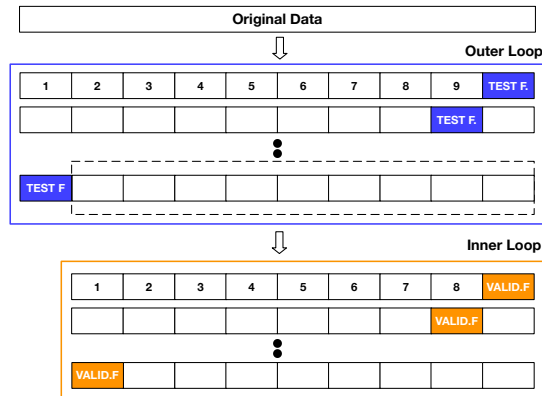 Original Data
Outer Loop
1 2 3 4 5 6 7 8 9 TEST F.
TEST F.
TEST F
Inner Loop
1 2 3 4 5 6 7 8 VALID.F
VALID.F
VALID.F